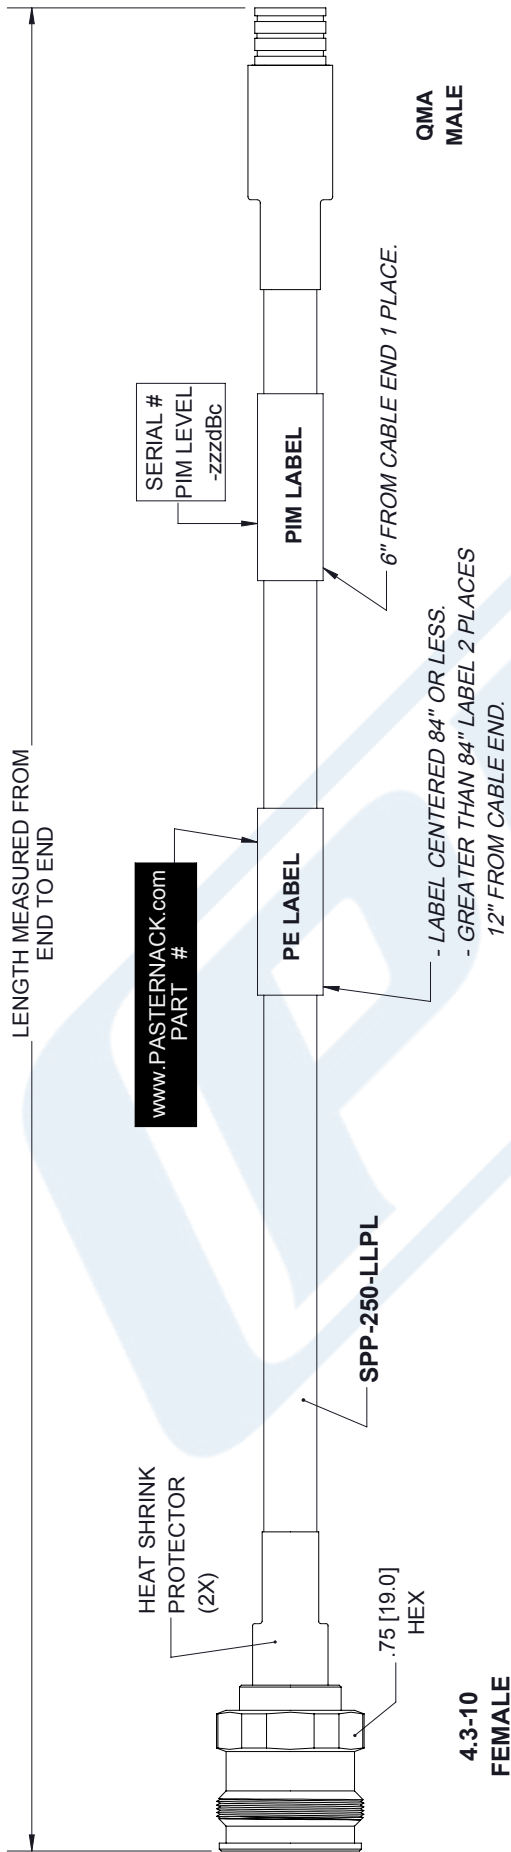 LENGTH MEASURED FROM
END TO END
HEAT SHRINK
PROTECTOR
(2X)
www.PASTERNACK.com
PART #
SERIAL #
PIM LEVEL
-zzzdBc
PE LABEL
PIM LABEL
.75 [19.0]
HEX
SPP-250-LLPL
- LABEL CENTERED 84" OR LESS.
- GREATER THAN 84" LABEL 2 PLACES
12" FROM CABLE END.
6" FROM CABLE END 1 PLACE.
4.3-10
FEMALE
QMA
MALE